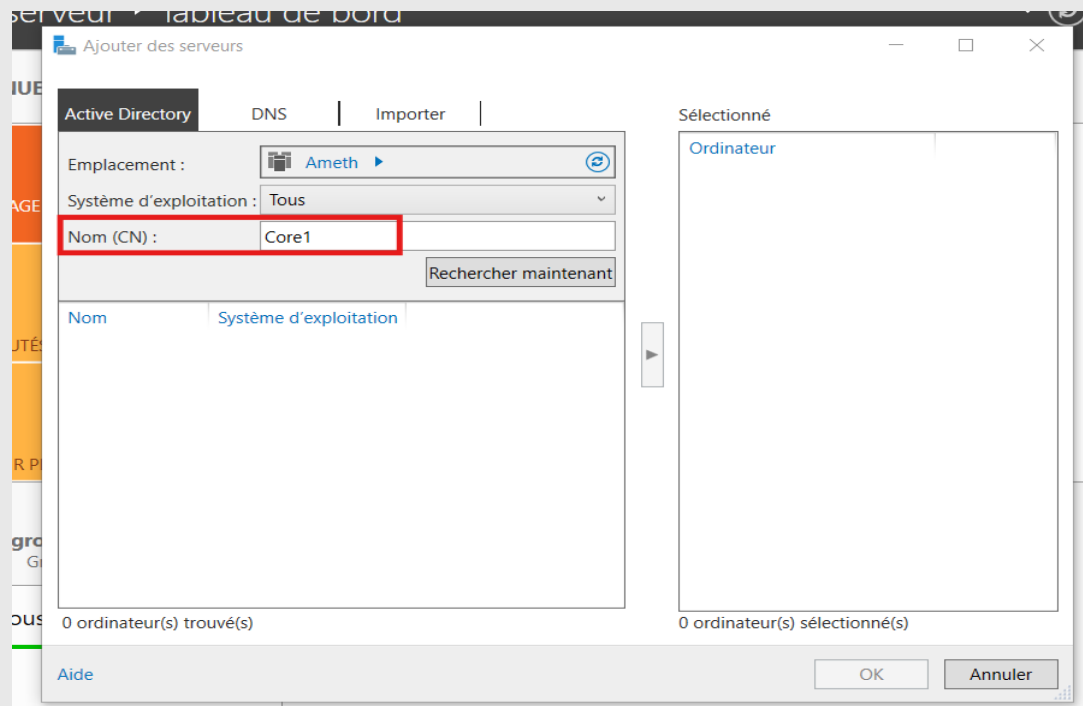 serveur ‣ Tableau de bord
Ajouter des serveurs
Active Directory
DNS
Importer
Emplacement :
Ameth
Système d'exploitation :
Tous
Nom (CN) :
Core1
Rechercher maintenant
Nom
Système d'exploitation
0 ordinateur(s) trouvé(s)
Sélectionné
Ordinateur
0 ordinateur(s) sélectionné(s)
Aide
OK
Annuler